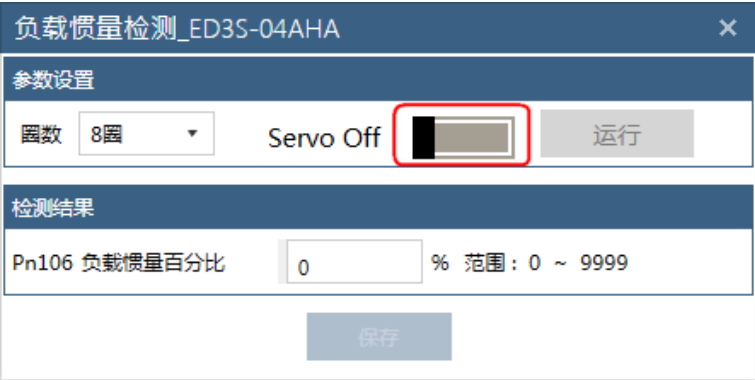 负载惯量检测_ED3S-04AHA
参数设置
圈数 8圈 Servo Off 运行
检测结果
Pn106 负载惯量百分比 0 % 范围：0 ~ 9999
保存